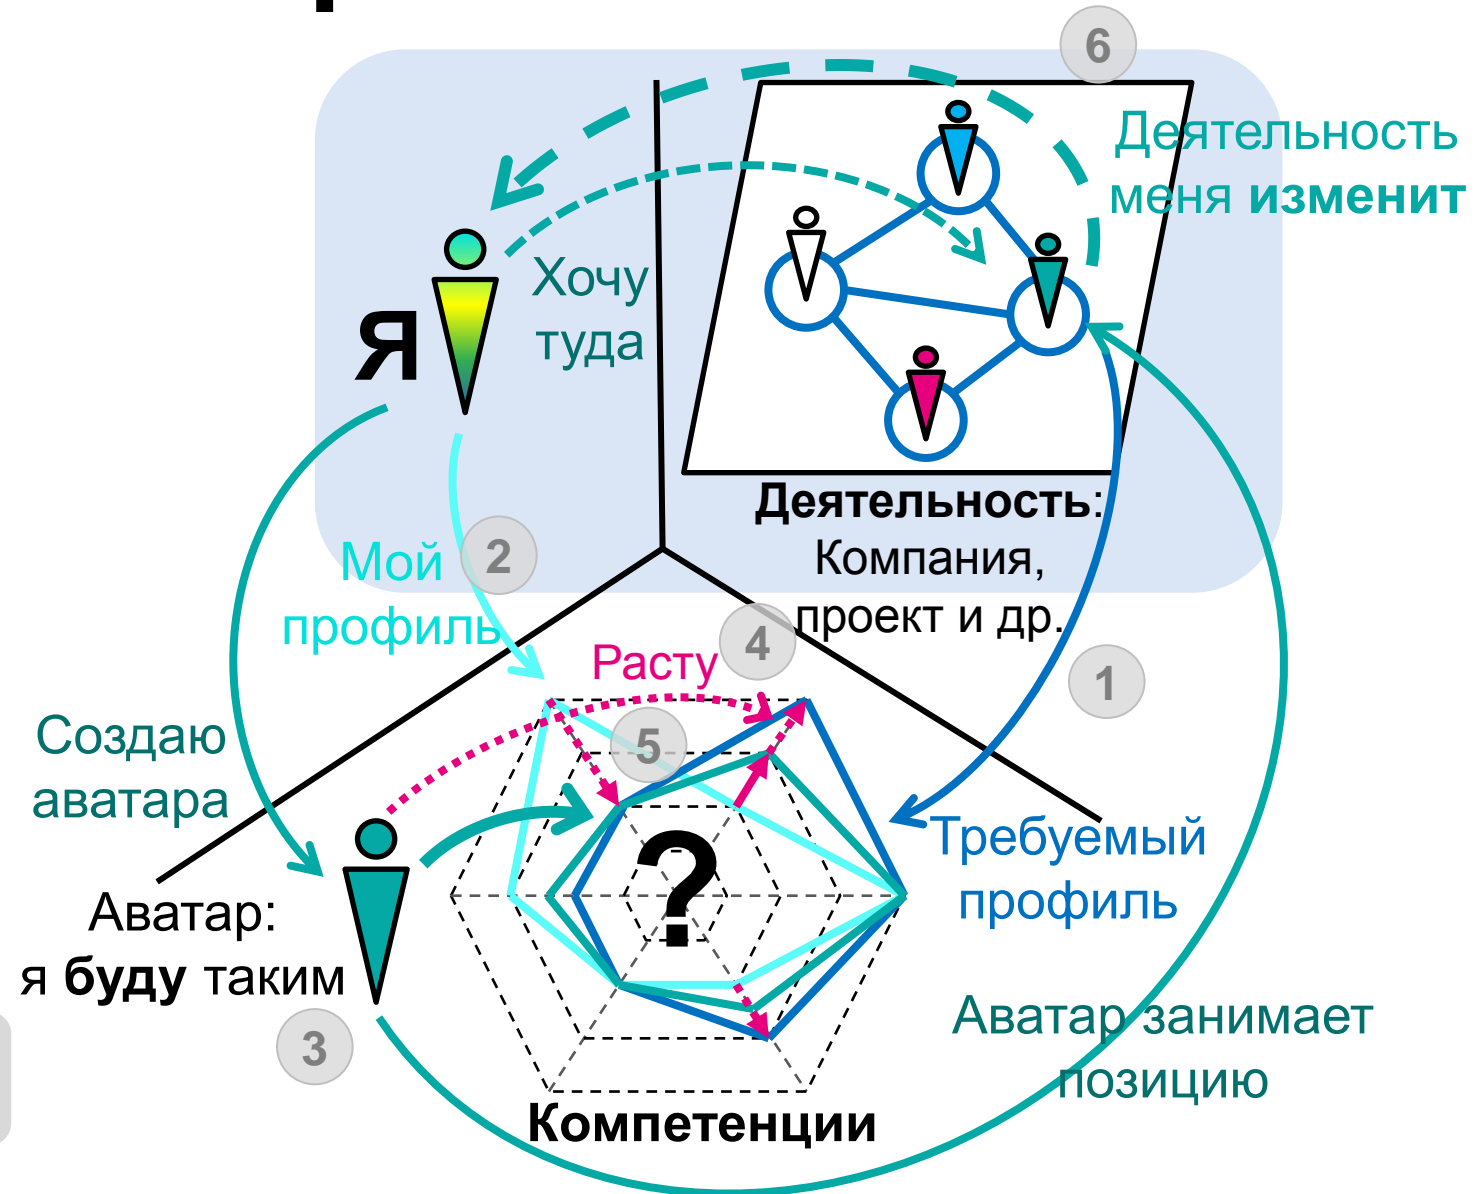 6
Деятельность
меня изменит
Хочу
туда
Я
Деятельность:
Компания,
проект и др.
2
Мой
профиль
4
Расту
1
5
Создаю
аватара
?
Требуемый
профиль
Аватар:
я буду таким
3
Аватар занимает
позицию
Компетенции